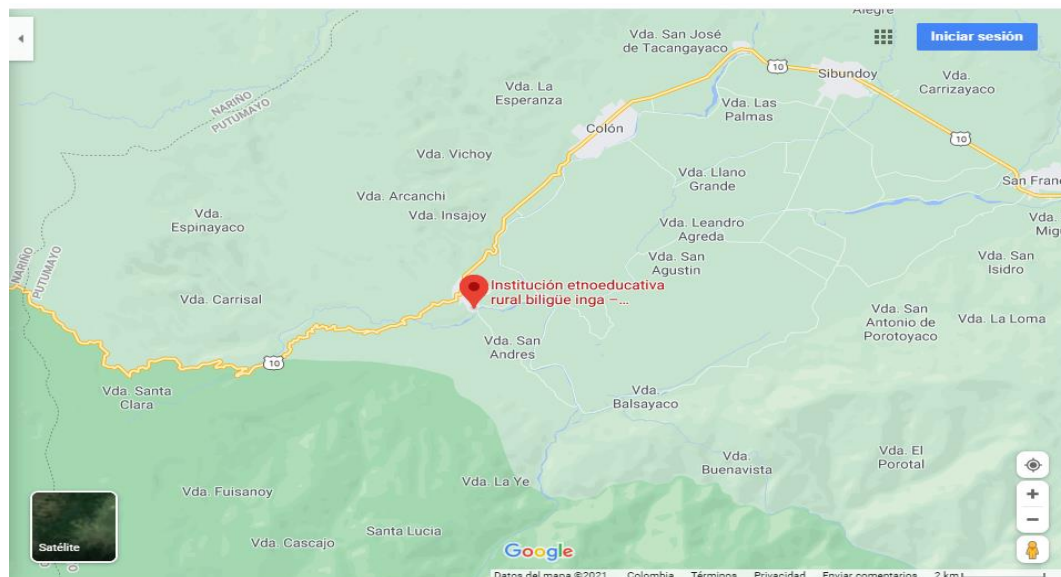 Alegre
Iniciar sesión
Vda. San José
de Tacangayaco
10
Sibundoy
Vda.
Carrizayaco
Vda. La
Esperanza
Vda. Las
Palmas
NARIÑO
PUTUMAYO
Colón
10
Vda. Vichoy
Vda. Llano
Grande
San Fran
Vda. Arcanchi
Vda. Insajoy
Vda.
Espinayaco
Vda. Leandro
Agreda
Vda.
Mig
Vda. San
Agustin
Vda. San
Isidro
NARIÑO
PUTUMAYO
Institución etnoeducativa
rural biligüe inga –...
Vda. Carrisal
Vda. San
Antonio de
Porotoyaco
Vda. La Loma
Vda. San
Andres
10
Vda. Santa
Clara
Vda.
Balsayaco
Vda.
Buenavista
Vda. El
Porotal
Vda. La Ye
Vda. Fuisanoy
Santa Lucia
Vda. Cascajo
Satélite
Google
Datos del mapa ©2021 Colombia Términos Privacidad Enviar comentarios 2 km